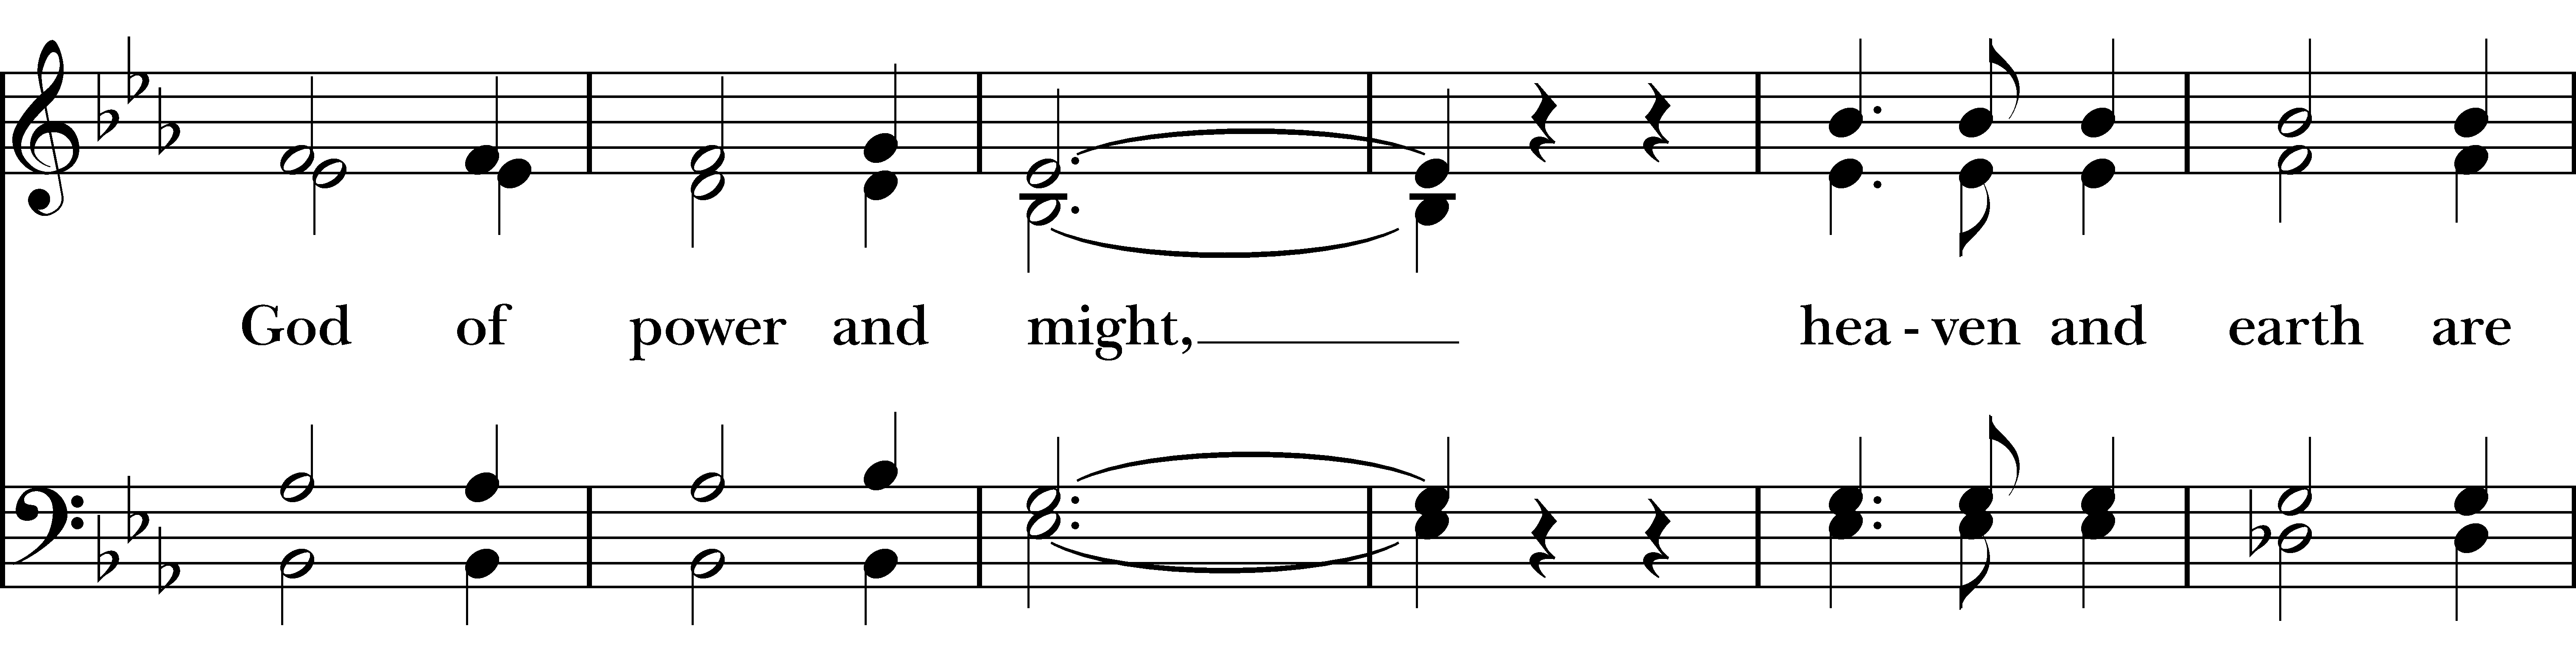 God of power and might, hea - ven and earth are